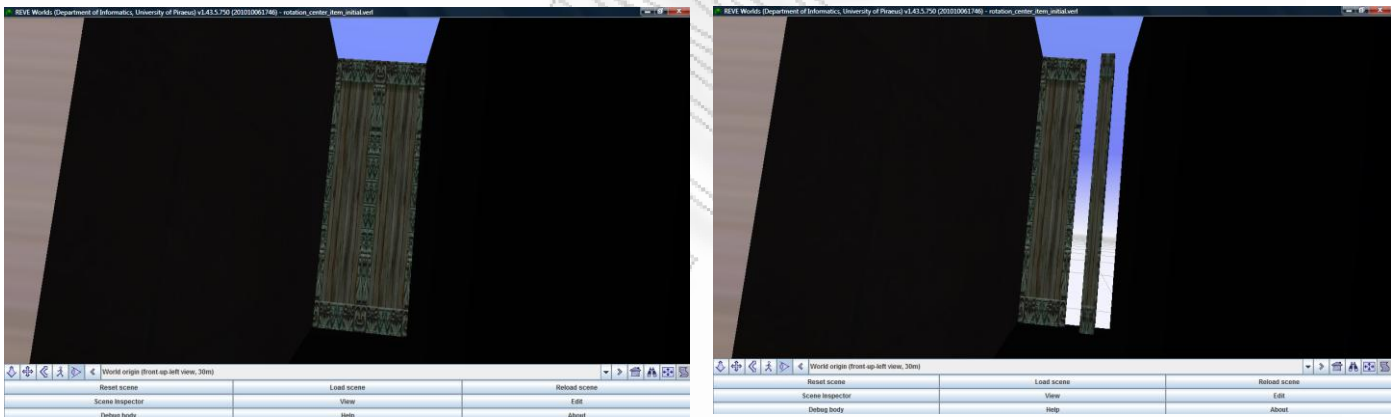 REVE Worlds (Department of Informatics, University of Piraeus) v1.43.5.750 (201010061746) - rotation_center_item_initial.verl
World origin (front-up-left view, 30m)
Reset scene Load scene Reload scene
Scene Inspector View Edit
Debug body Help About
REVE Worlds (Department of Informatics, University of Piraeus) v1.43.5.750 (201010061746) - rotation_center_item_initial.verl
World origin (front-up-left view, 30m)
Reset scene Load scene Reload scene
Scene Inspector View Edit
Debug body Help About